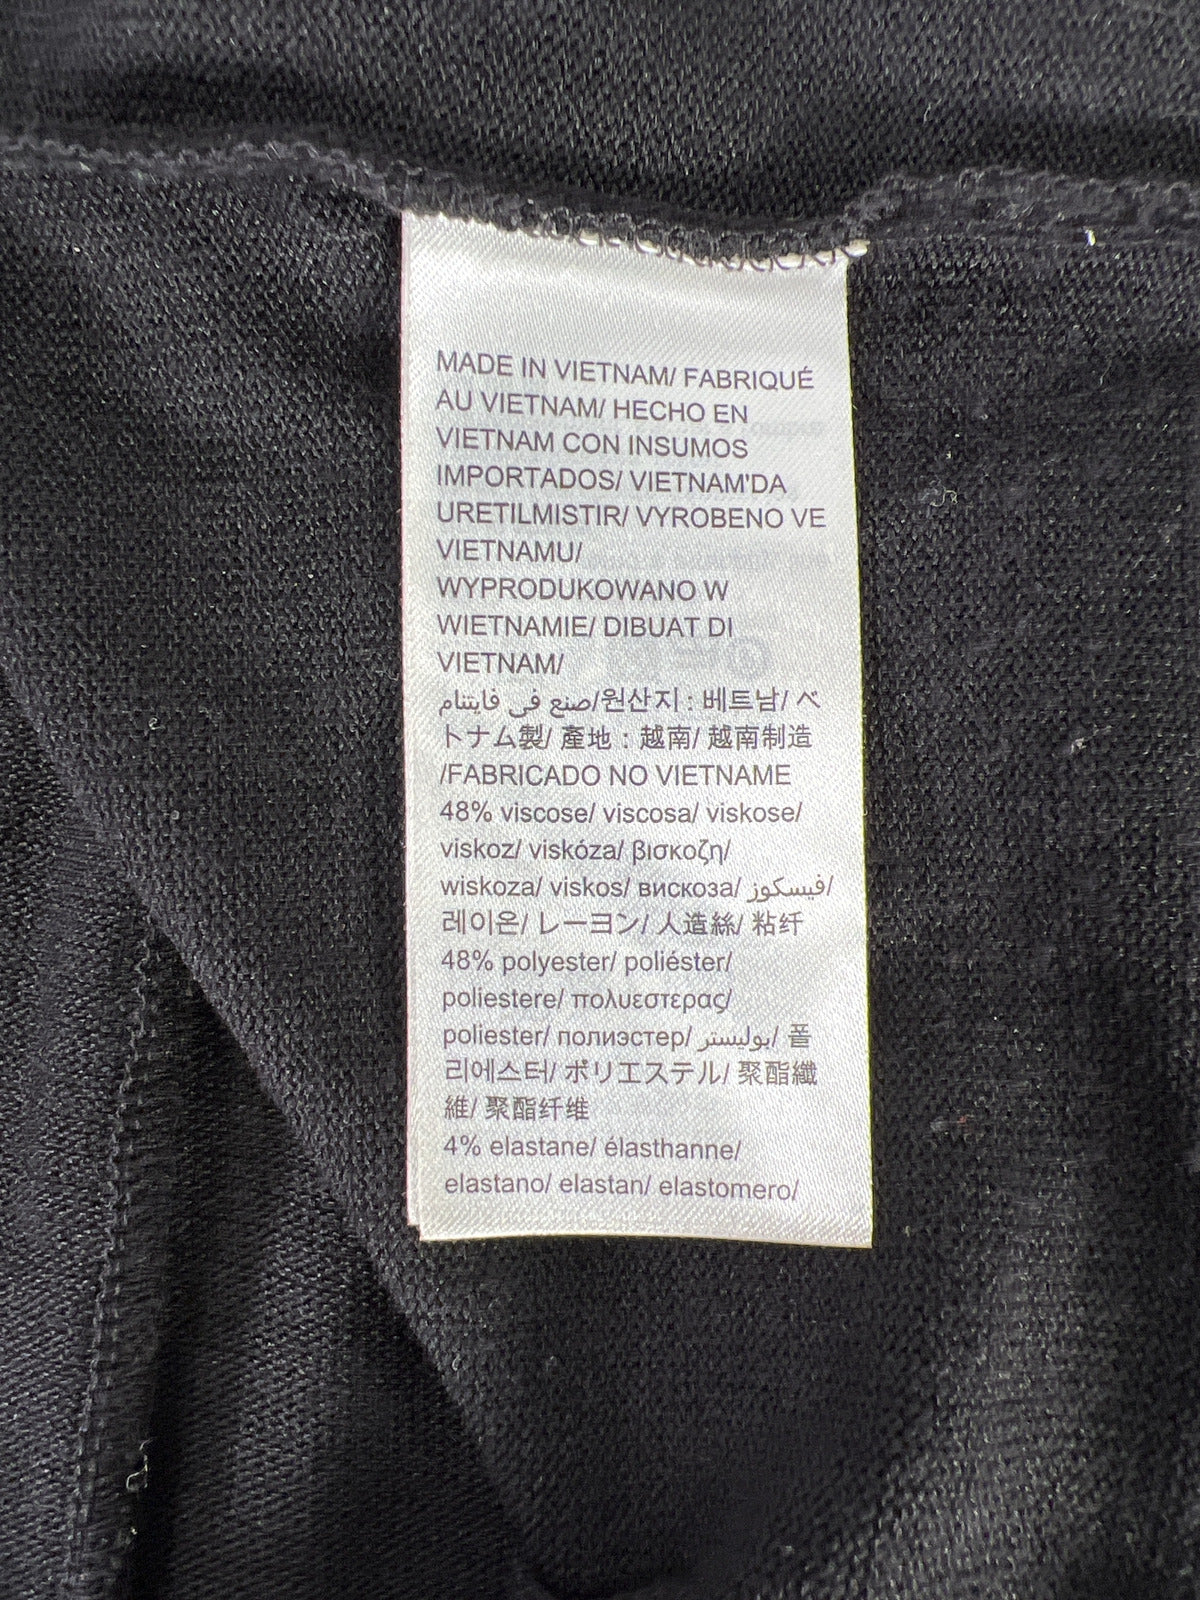 MADE IN VIETNAM/ FABRIQUÉ
AU VIETNAM/ HECHO EN
VIETNAM CON INSUMOS
IMPORTADOS/ VIETNAM'DA
URETILMISTIR/ VYROBENO VE
VIETNAMU/
WYPRODUKOWANO W
WIETNAMIE/ DIBUAT DI
VIETNAM/
صنع في فايتنام/원산지 : 베트남/ ベ
トナム製/ 產地 : 越南/ 越南制造
/FABRICADO NO VIETNAME
48% viscose/ viscosa/ viskose/
viskoz/ viskóza/ βισκοζη/
wiskoza/ viskos/ вискоза/ فيسكوز/
레이온/ レーヨン/ 人造絲/ 粘纤
48% polyester/ poliéster/
poliestere/ πολυεστερας/
poliester/ полиэстер/ بوليستر/ 폴
리에스터/ ポリエステル/ 聚酯纖
維/ 聚酯纤维
4% elastane/ élasthanne/
elastano/ elastan/ elastomero/